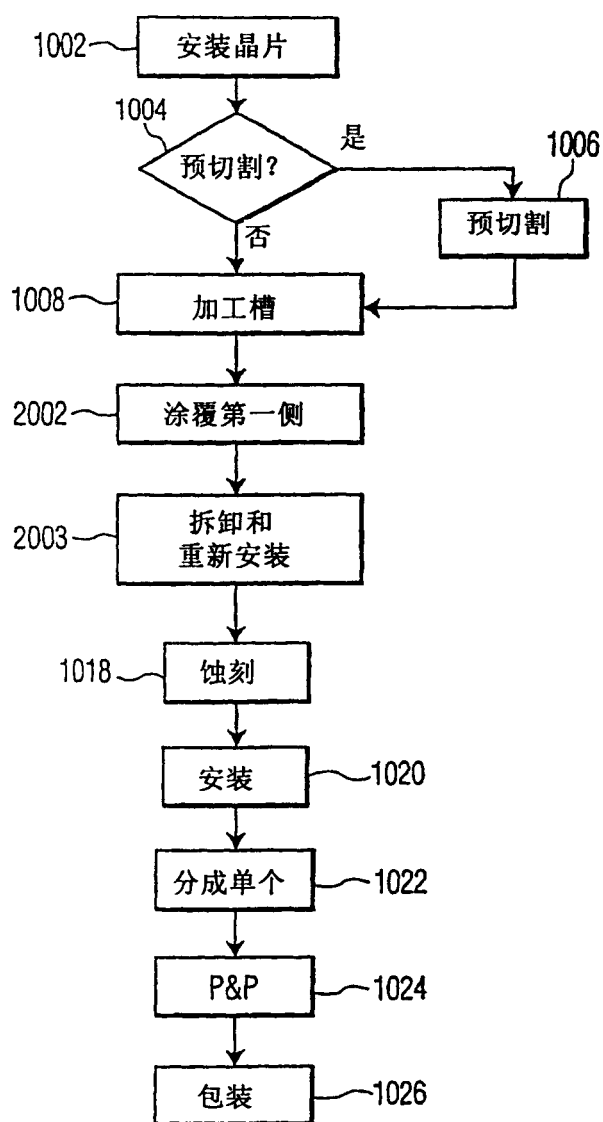 1002
安装晶片
1004
预切割?
是
1006
预切割
否
1008
加工槽
2002
涂覆第一侧
2003
拆卸和
重新安装
1018
蚀刻
安装
1020
分成单个
1022
P&P
1024
包装
1026